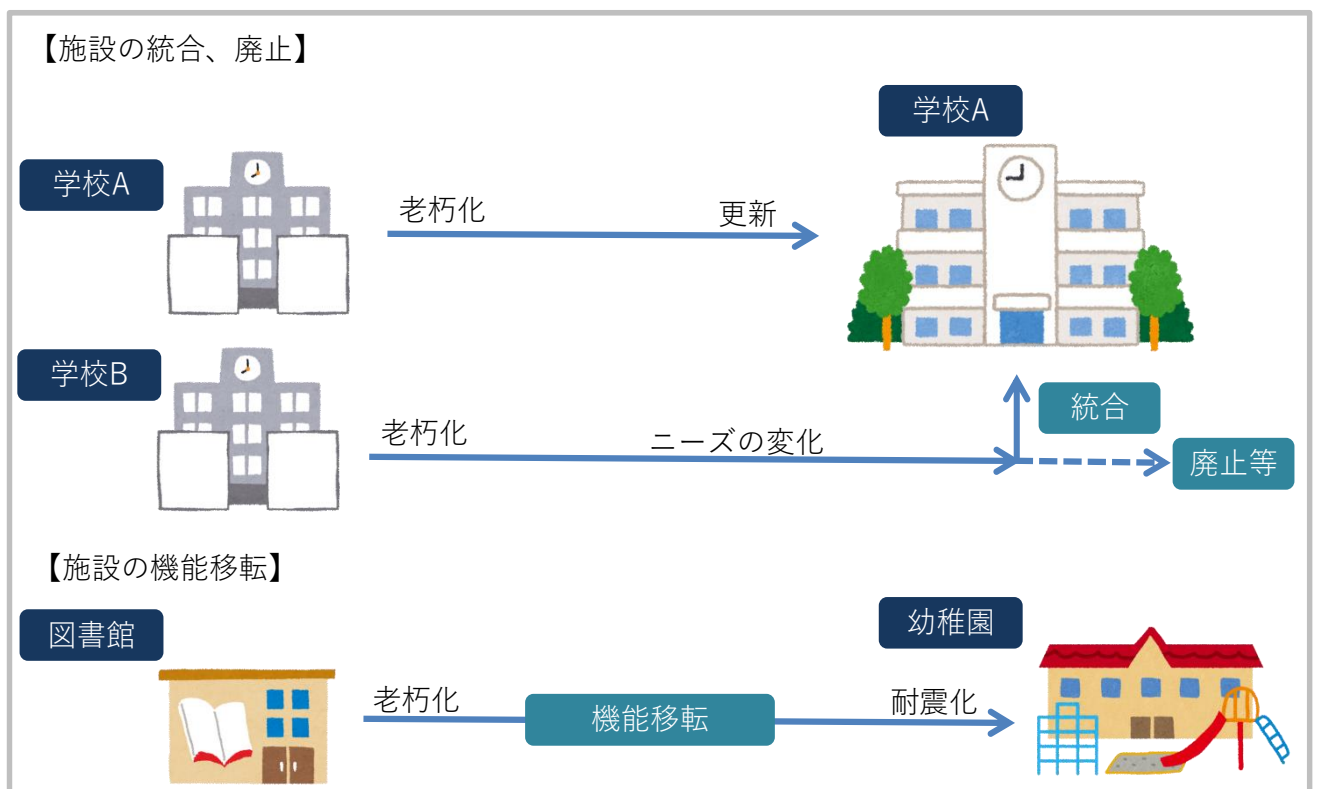 【施設の統合、廃止】
学校A
学校A
老朽化
更新
学校B
老朽化
ニーズの変化
統合
廃止等
【施設の機能移転】
図書館
幼稚園
老朽化
機能移転
耐震化